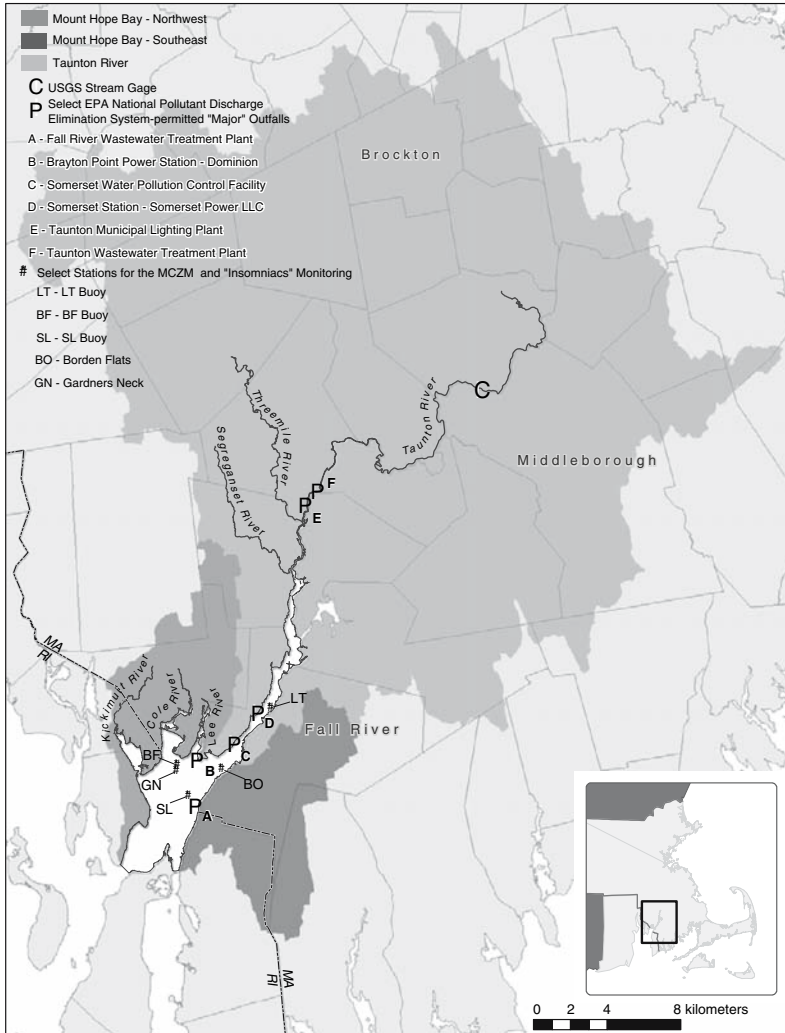 Mount Hope Bay - Northwest
Mount Hope Bay - Southeast
Taunton River
C USGS Stream Gage
P Select EPA National Pollutant Discharge
Elimination System-permitted "Major" Outfalls
A - Fall River Wastewater Treatment Plant
B - Brayton Point Power Station - Dominion
C - Somerset Water Pollution Control Facility
D - Somerset Station - Somerset Power LLC
E - Taunton Municipal Lighting Plant
F - Taunton Wastewater Treatment Plant
# Select Stations for the MCZM and "Insomniacs" Monitoring
LT - LT Buoy
BF - BF Buoy
SL - SL Buoy
BO - Borden Flats
GN - Gardners Neck
Brockton
Threemile River
Segreganset River
Taunton River
C
Middleborough
P F
P E
MA
RI
Kickimuit River
Cole River
Lee River
# LT
P D
Fall River
P C
BF #
GN #
P B
# BO
SL #
P A
MA
RI
0 2 4 8 kilometers